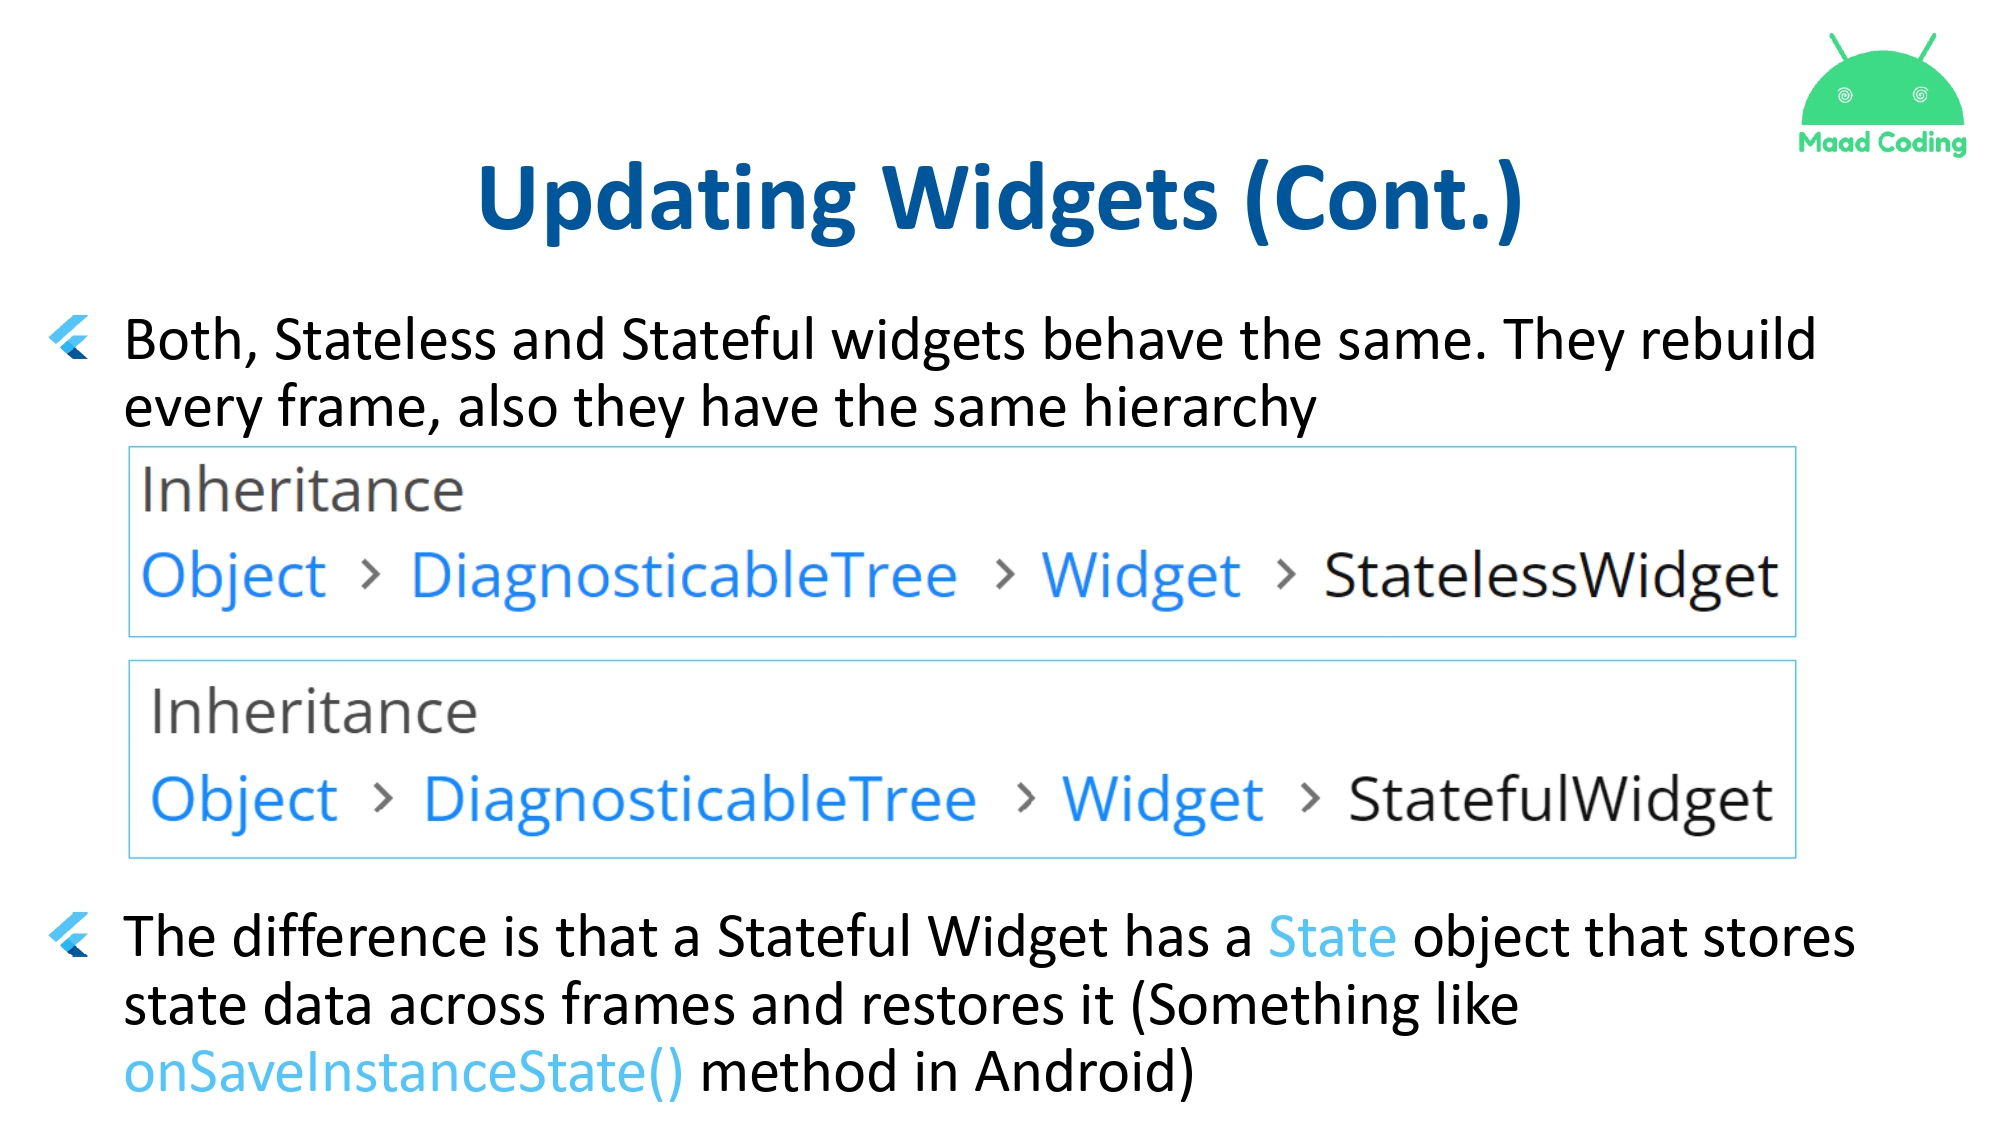 Maad Coding
Updating Widgets (Cont.)
Both, Stateless and Stateful widgets behave the same. They rebuild
every frame, also they have the same hierarchy
Inheritance
Object > DiagnosticableTree > Widget > StatelessWidget
Inheritance
Object > DiagnosticableTree > Widget > StatefulWidget
The difference is that a Stateful Widget has a State object that stores
state data across frames and restores it (Something like
onSaveInstanceState() method in Android)